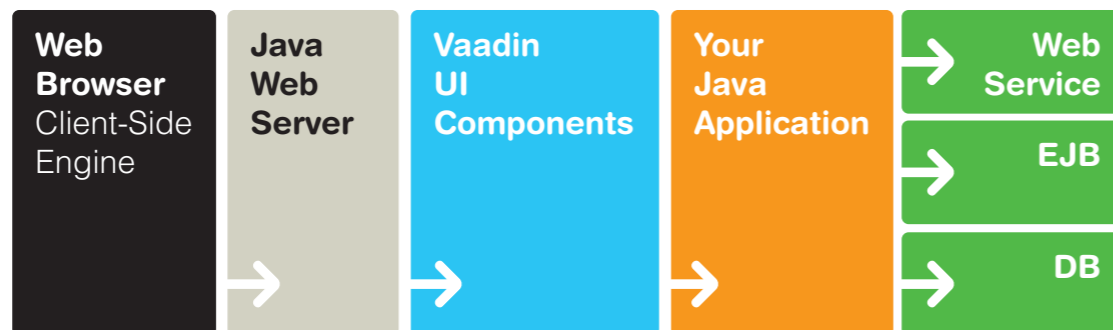 Web
Browser
Client-Side
Engine
Java
Web
Server
Vaadin
UI
Components
Your
Java
Application
Web
Service
EJB
DB